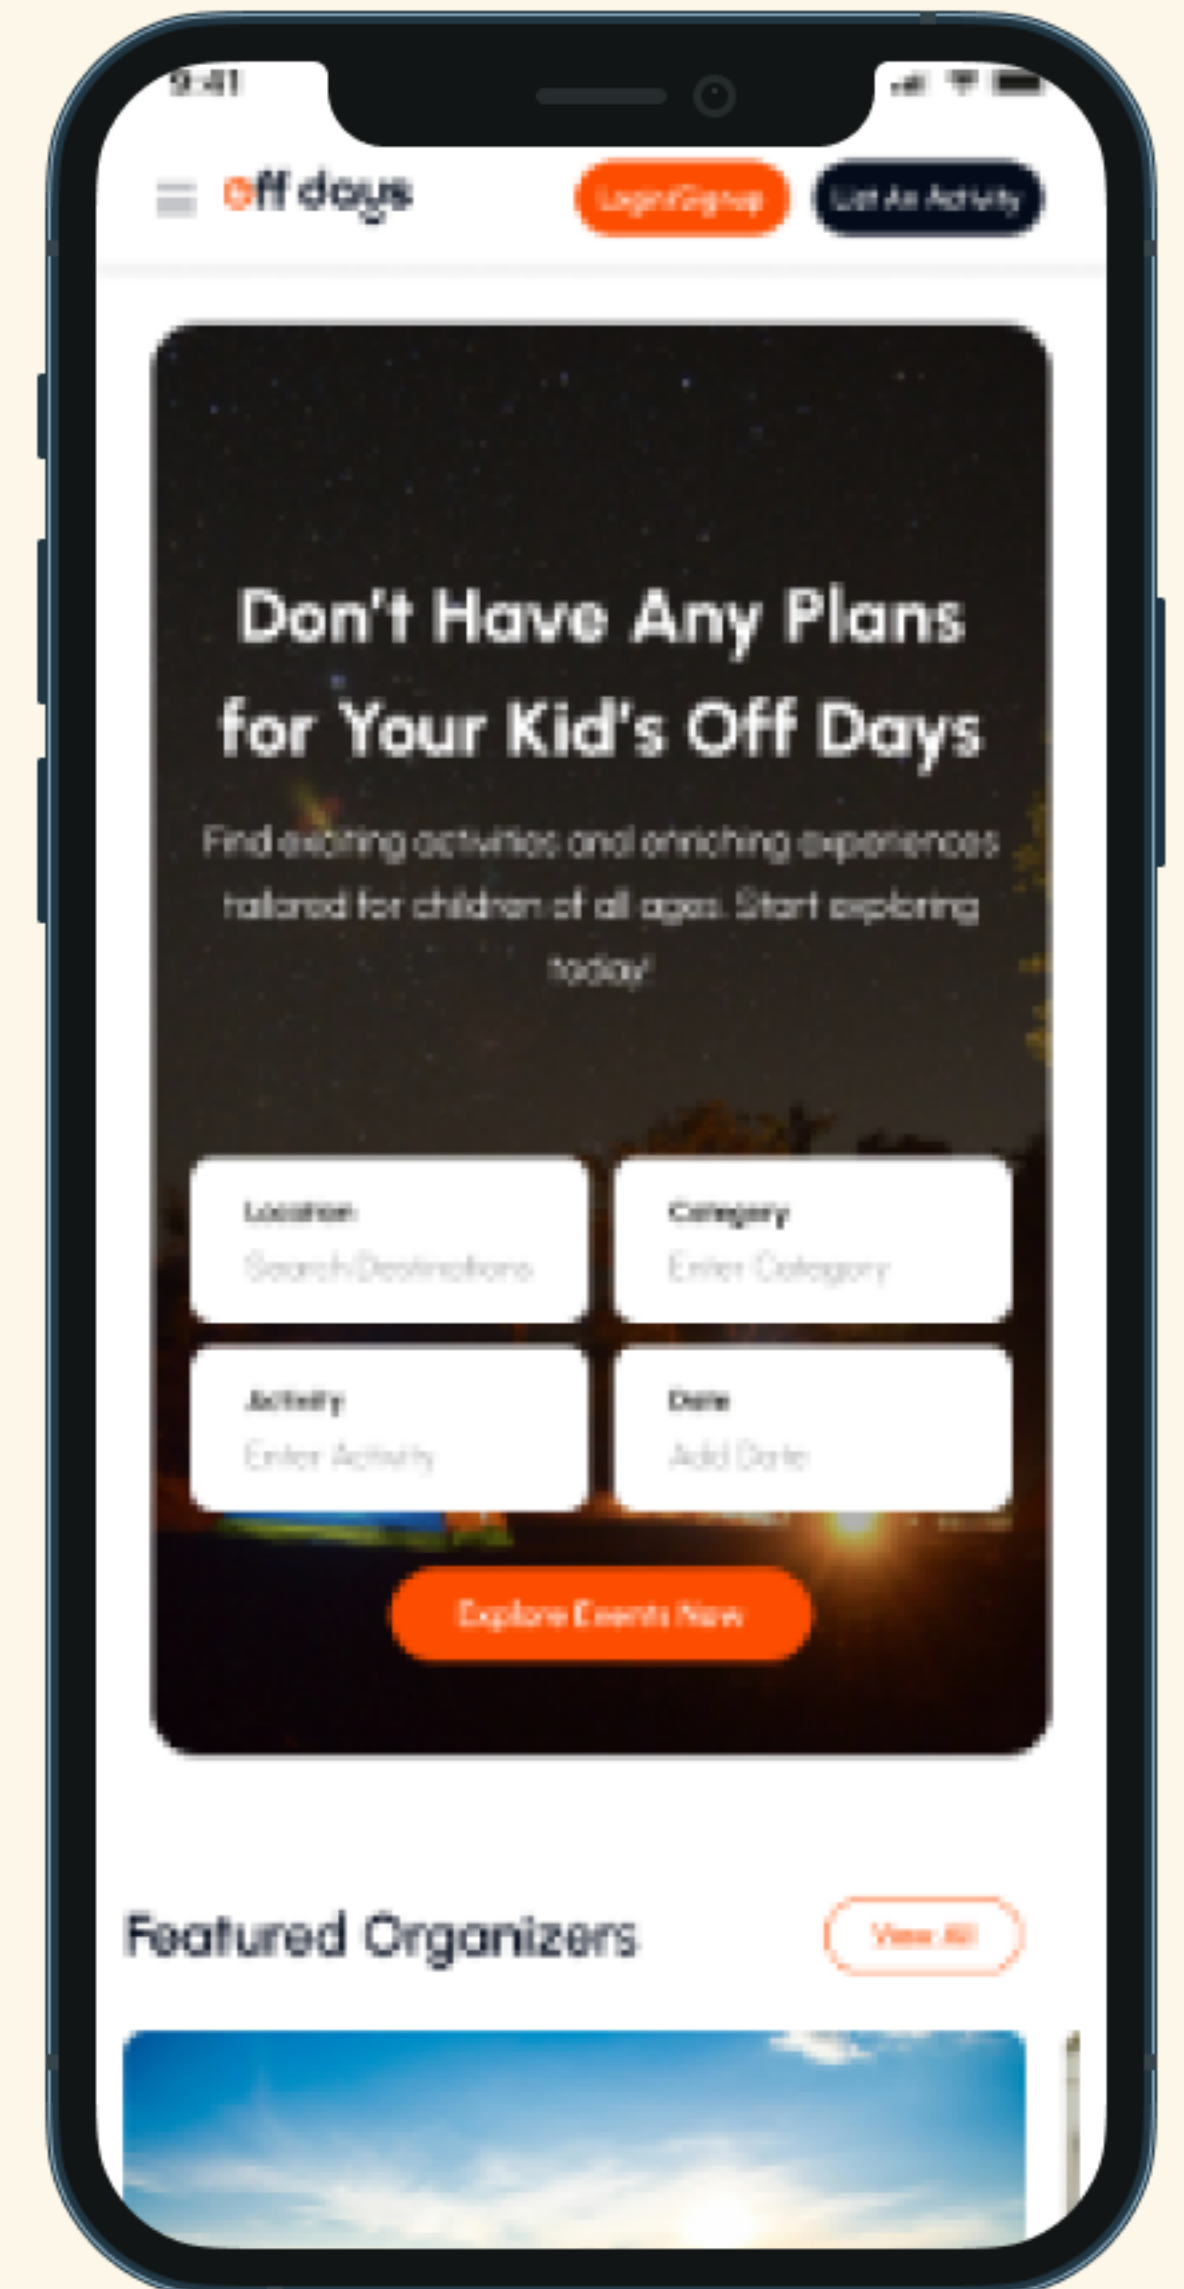 9:41
off days
Login/Signup
List An Activity
Don't Have Any Plans
for Your Kid's Off Days
Find exciting activities and enriching experiences
tailored for children of all ages. Start exploring
today!
Location
Search Destinations
Category
Enter Category
Activity
Enter Activity
Date
Add Date
Explore Events Now
Featured Organizers
View All